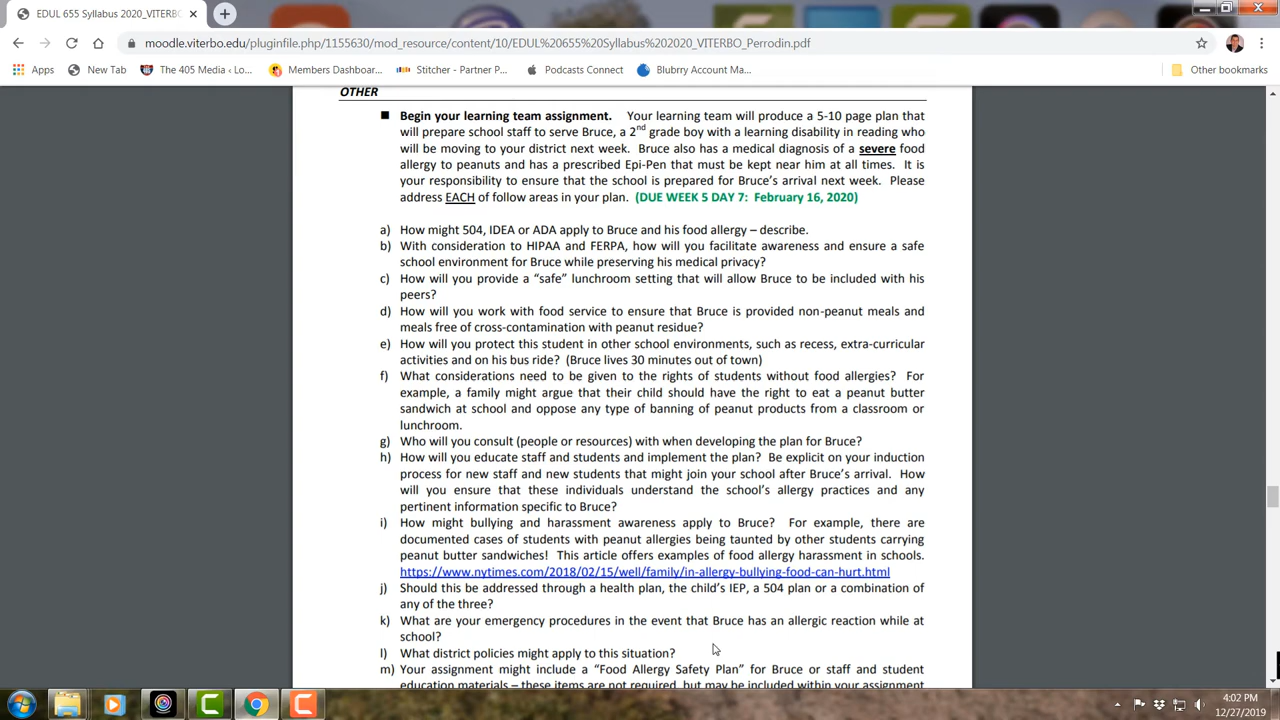 EDUL 655 Syllabus 2020_VITERBO_
moodle.viterbo.edu/pluginfile.php/1155630/mod_resource/content/10/EDUL%20655%20Syllabus%202020_VITERBO_Perrodin.pdf
Apps New Tab The 405 Media ‹ Lo... Members Dashboar... Stitcher - Partner P... Podcasts Connect Blubrry Account Ma... Other bookmarks
OTHER
Begin your learning team assignment. Your learning team will produce a 5-10 page plan that
will prepare school staff to serve Bruce, a 2nd grade boy with a learning disability in reading who
will be moving to your district next week. Bruce also has a medical diagnosis of a severe food
allergy to peanuts and has a prescribed Epi-Pen that must be kept near him at all times. It is
your responsibility to ensure that the school is prepared for Bruce's arrival next week. Please
address EACH of follow areas in your plan. (DUE WEEK 5 DAY 7: February 16, 2020)
a) How might 504, IDEA or ADA apply to Bruce and his food allergy – describe.
b) With consideration to HIPAA and FERPA, how will you facilitate awareness and ensure a safe
school environment for Bruce while preserving his medical privacy?
c) How will you provide a “safe” lunchroom setting that will allow Bruce to be included with his
peers?
d) How will you work with food service to ensure that Bruce is provided non-peanut meals and
meals free of cross-contamination with peanut residue?
e) How will you protect this student in other school environments, such as recess, extra-curricular
activities and on his bus ride? (Bruce lives 30 minutes out of town)
f) What considerations need to be given to the rights of students without food allergies? For
example, a family might argue that their child should have the right to eat a peanut butter
sandwich at school and oppose any type of banning of peanut products from a classroom or
lunchroom.
g) Who will you consult (people or resources) with when developing the plan for Bruce?
h) How will you educate staff and students and implement the plan? Be explicit on your induction
process for new staff and new students that might join your school after Bruce's arrival. How
will you ensure that these individuals understand the school's allergy practices and any
pertinent information specific to Bruce?
i) How might bullying and harassment awareness apply to Bruce? For example, there are
documented cases of students with peanut allergies being taunted by other students carrying
peanut butter sandwiches! This article offers examples of food allergy harassment in schools.
https://www.nytimes.com/2018/02/15/well/family/in-allergy-bullying-food-can-hurt.html
j) Should this be addressed through a health plan, the child's IEP, a 504 plan or a combination of
any of the three?
k) What are your emergency procedures in the event that Bruce has an allergic reaction while at
school?
l) What district policies might apply to this situation?
m) Your assignment might include a “Food Allergy Safety Plan” for Bruce or staff and student
education materials – these items are not required, but may be included within your assignment
4:02 PM
12/27/2019